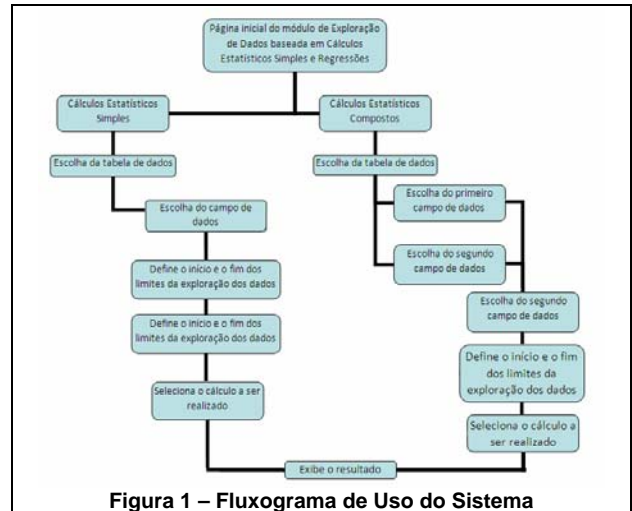 Página inicial do módulo de Exploração
de Dados baseada em Cálculos
Estatísticos Simples e Regressões
Cálculos Estatísticos
Simples
Escolha da tabela de dados
Escolha do campo de
dados
Define o início e o fim dos
limites da exploração dos dados
Define o início e o fim dos
limites da exploração dos dados
Seleciona o cálculo a ser
realizado
Cálculos Estatísticos
Compostos
Escolha da tabela de dados
Escolha do primeiro
campo de dados
Escolha do segundo
campo de dados
Escolha do segundo
campo de dados
Define o início e o fim
dos limites da
exploração dos dados
Seleciona o cálculo a
ser realizado
Exibe o resultado
Figura 1 – Fluxograma de Uso do Sistema